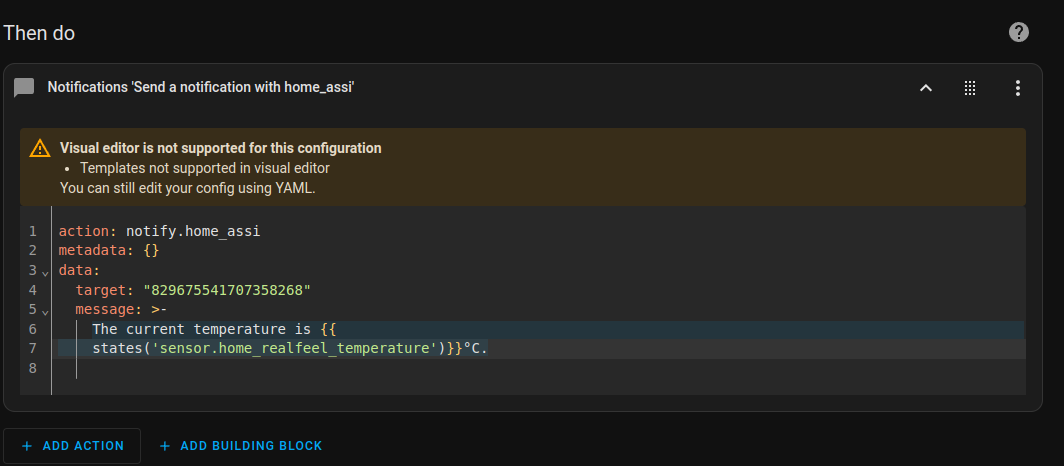 Then do
Notifications 'Send a notification with home_assi'
Visual editor is not supported for this configuration
• Templates not supported in visual editor
You can still edit your config using YAML.
1 action: notify.home_assi
2 metadata: {}
3 data:
4 target: "829675541707358268"
5 message: >-
6 The current temperature is {{
7 states('sensor.home_realfeel_temperature')}}°C.
8
+ ADD ACTION + ADD BUILDING BLOCK